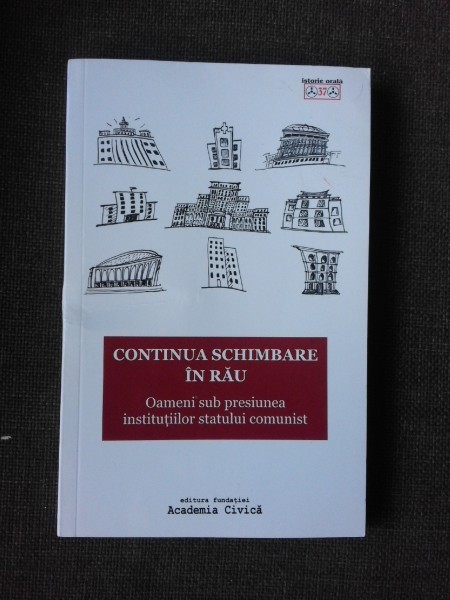 istorie orală
37
CONTINUA SCHIMBARE
ÎN RĂU
Oameni sub presiunea
instituțiilor statului comunist
editura fundației
Academia Civică